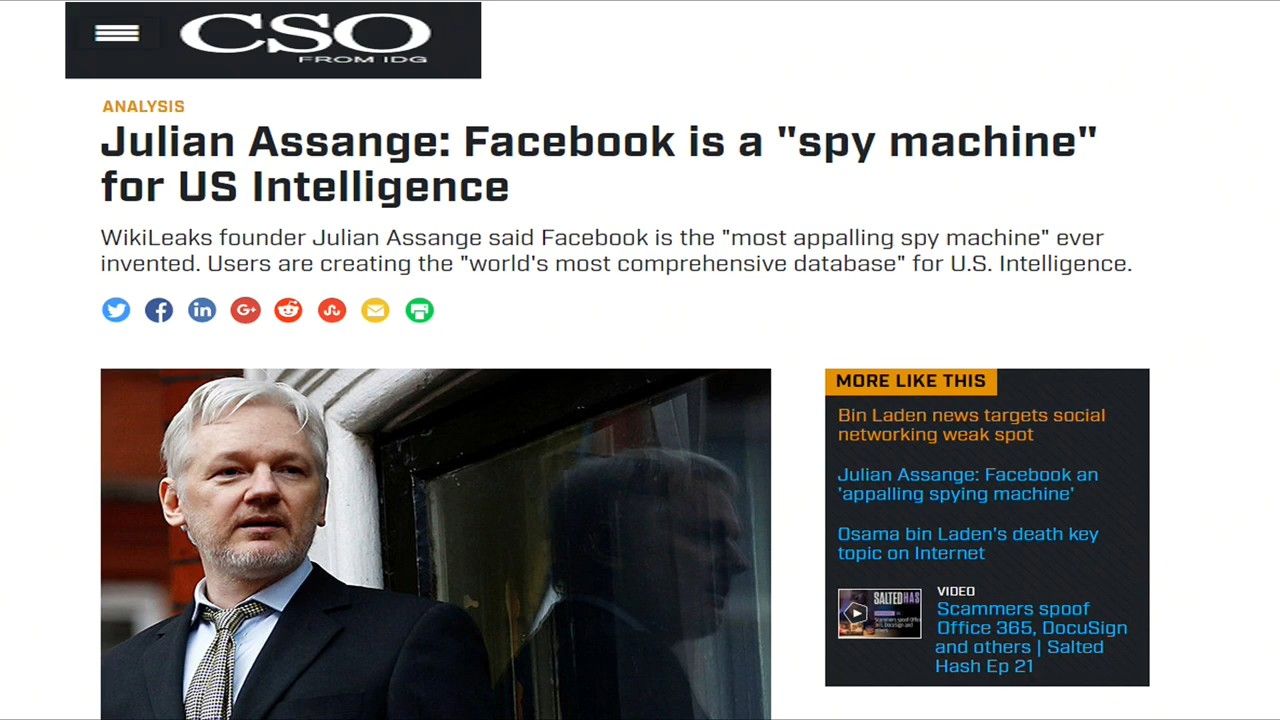 CSO
FROM IDG
ANALYSIS
Julian Assange: Facebook is a "spy machine"
for US Intelligence
WikiLeaks founder Julian Assange said Facebook is the "most appalling spy machine" ever
invented. Users are creating the "world's most comprehensive database" for U.S. Intelligence.
G+
in
MORE LIKE THIS
Bin Laden news targets social
networking weak spot
Julian Assange: Facebook an
'appalling spying machine'
Osama bin Laden's death key
topic on Internet
SALTED HAS
VIDEO
Scammers spoof
Office 365, DocuSign
and others | Salted
Hash Ep 21